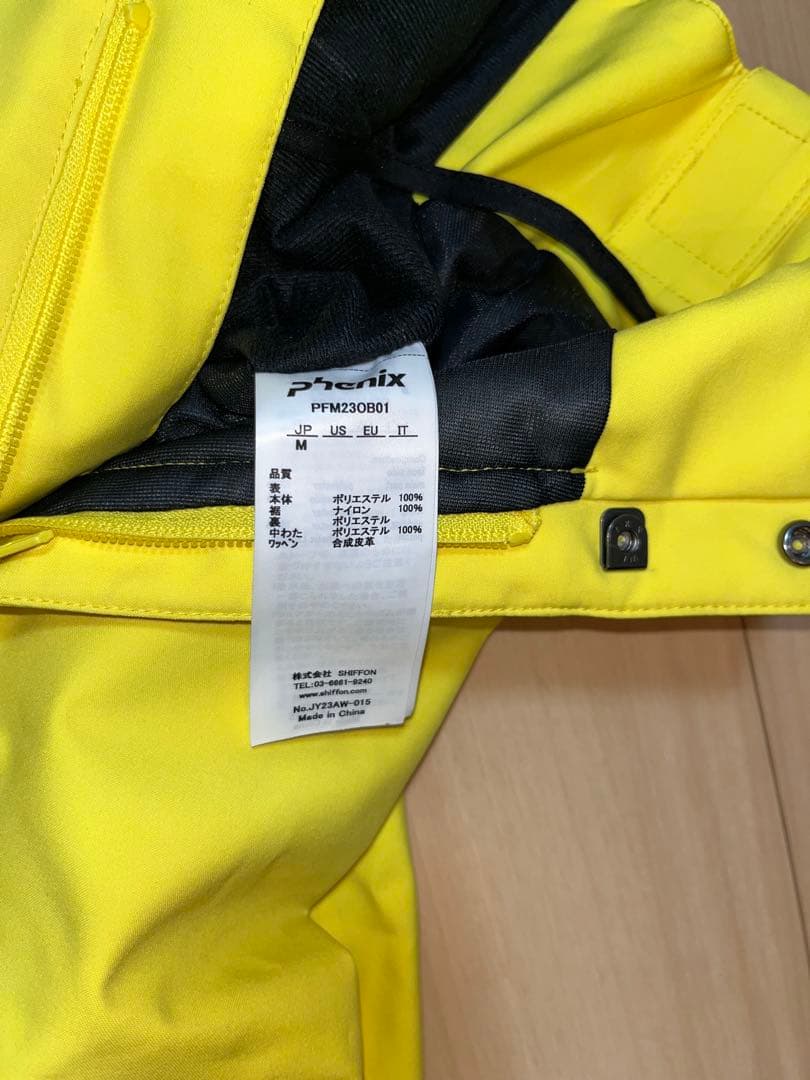 phenix
PFM23OB01
JP US EU IT
M
品質
表
本体 ポリエステル 100%
裾 ナイロン 100%
裏 ポリエステル
中わた ポリエステル 100%
ワッペン 合成皮革
株式会社 SHIFFON
TEL:03-6661-9240
www.shiffon.com
No.JY23AW-015
Made in China